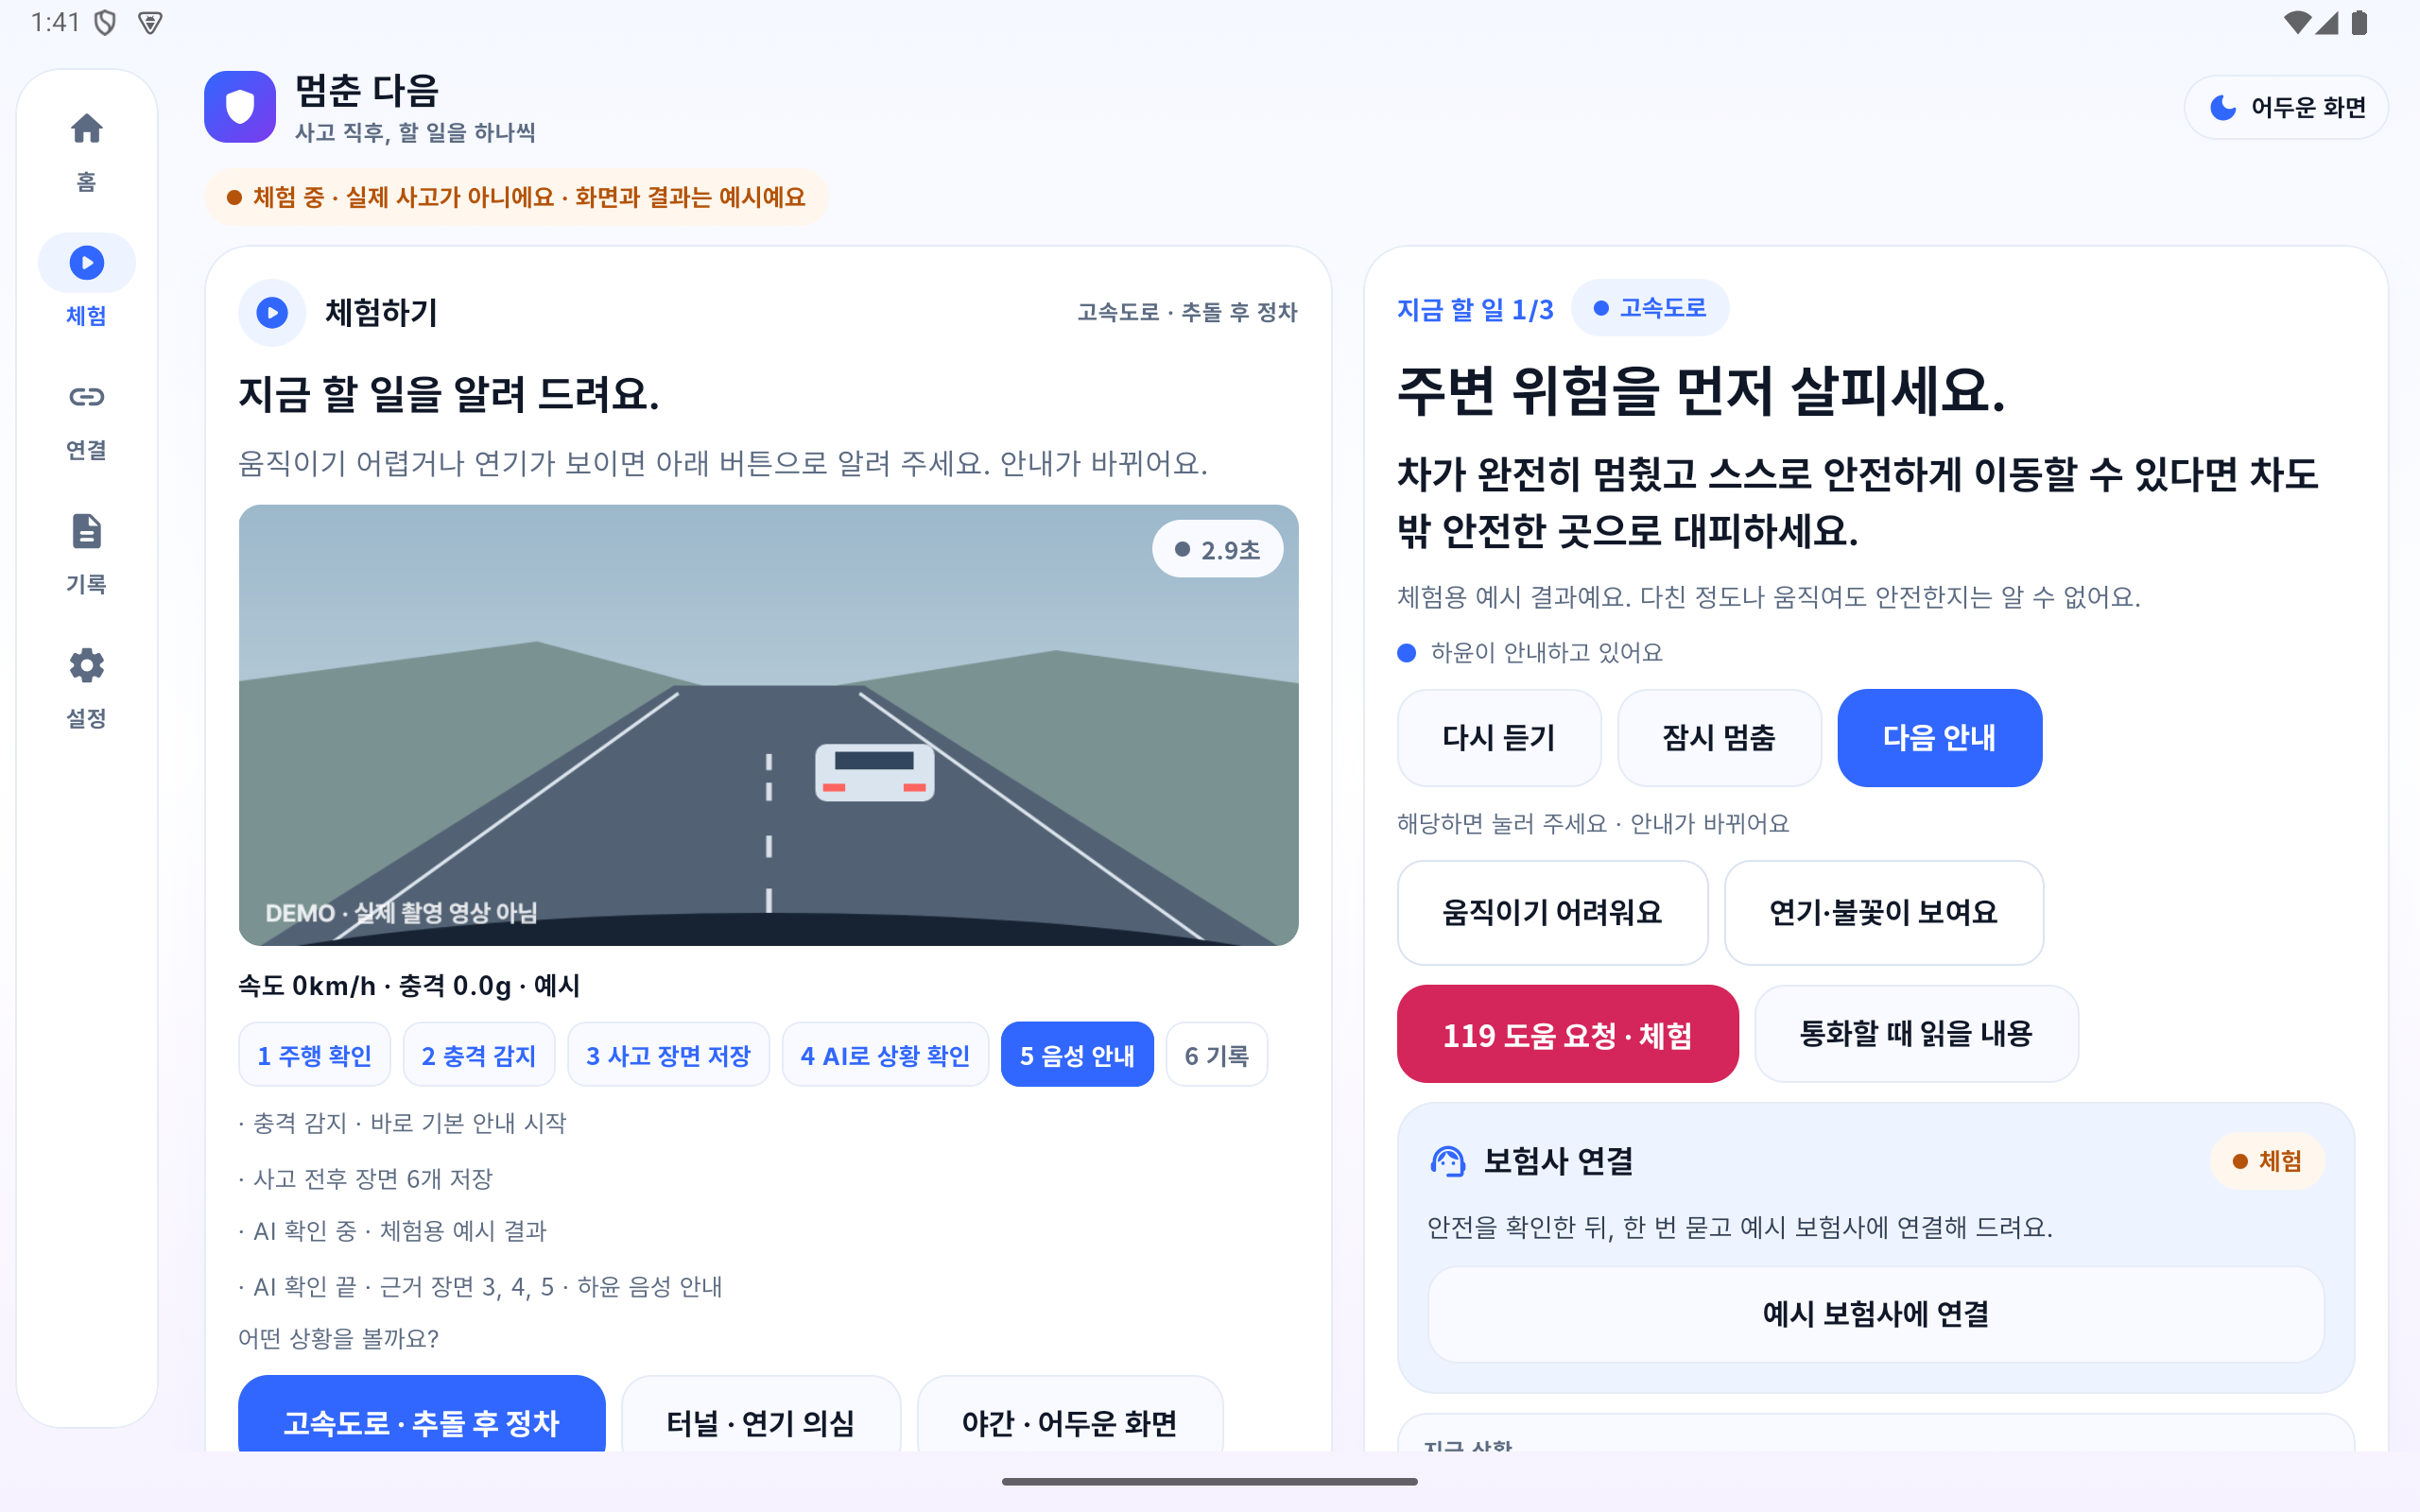 1:41
홈
체험
연결
기록
설정
멈춘 다음
사고 직후, 할 일을 하나씩
어두운 화면
체험 중 · 실제 사고가 아니에요 · 화면과 결과는 예시예요
체험하기
고속도로 · 추돌 후 정차
지금 할 일을 알려 드려요.
움직이기 어렵거나 연기가 보이면 아래 버튼으로 알려 주세요. 안내가 바뀌어요.
2.9초
DEMO · 실제 촬영 영상 아님
속도 0km/h · 충격 0.0g · 예시
1 주행 확인
2 충격 감지
3 사고 장면 저장
4 AI로 상황 확인
5 음성 안내
6 기록
· 충격 감지 · 바로 기본 안내 시작
· 사고 전후 장면 6개 저장
· AI 확인 중 · 체험용 예시 결과
· AI 확인 끝 · 근거 장면 3, 4, 5 · 하윤 음성 안내
어떤 상황을 볼까요?
고속도로 · 추돌 후 정차
터널 · 연기 의심
야간 · 어두운 화면
지금 할 일 1/3
고속도로
주변 위험을 먼저 살피세요.
차가 완전히 멈췄고 스스로 안전하게 이동할 수 있다면 차도
밖 안전한 곳으로 대피하세요.
체험용 예시 결과예요. 다친 정도나 움직여도 안전한지는 알 수 없어요.
하윤이 안내하고 있어요
다시 듣기
잠시 멈춤
다음 안내
해당하면 눌러 주세요 · 안내가 바뀌어요
움직이기 어려워요
연기·불꽃이 보여요
119 도움 요청 · 체험
통화할 때 읽을 내용
보험사 연결
체험
안전을 확인한 뒤, 한 번 묻고 예시 보험사에 연결해 드려요.
예시 보험사에 연결
지금 상황